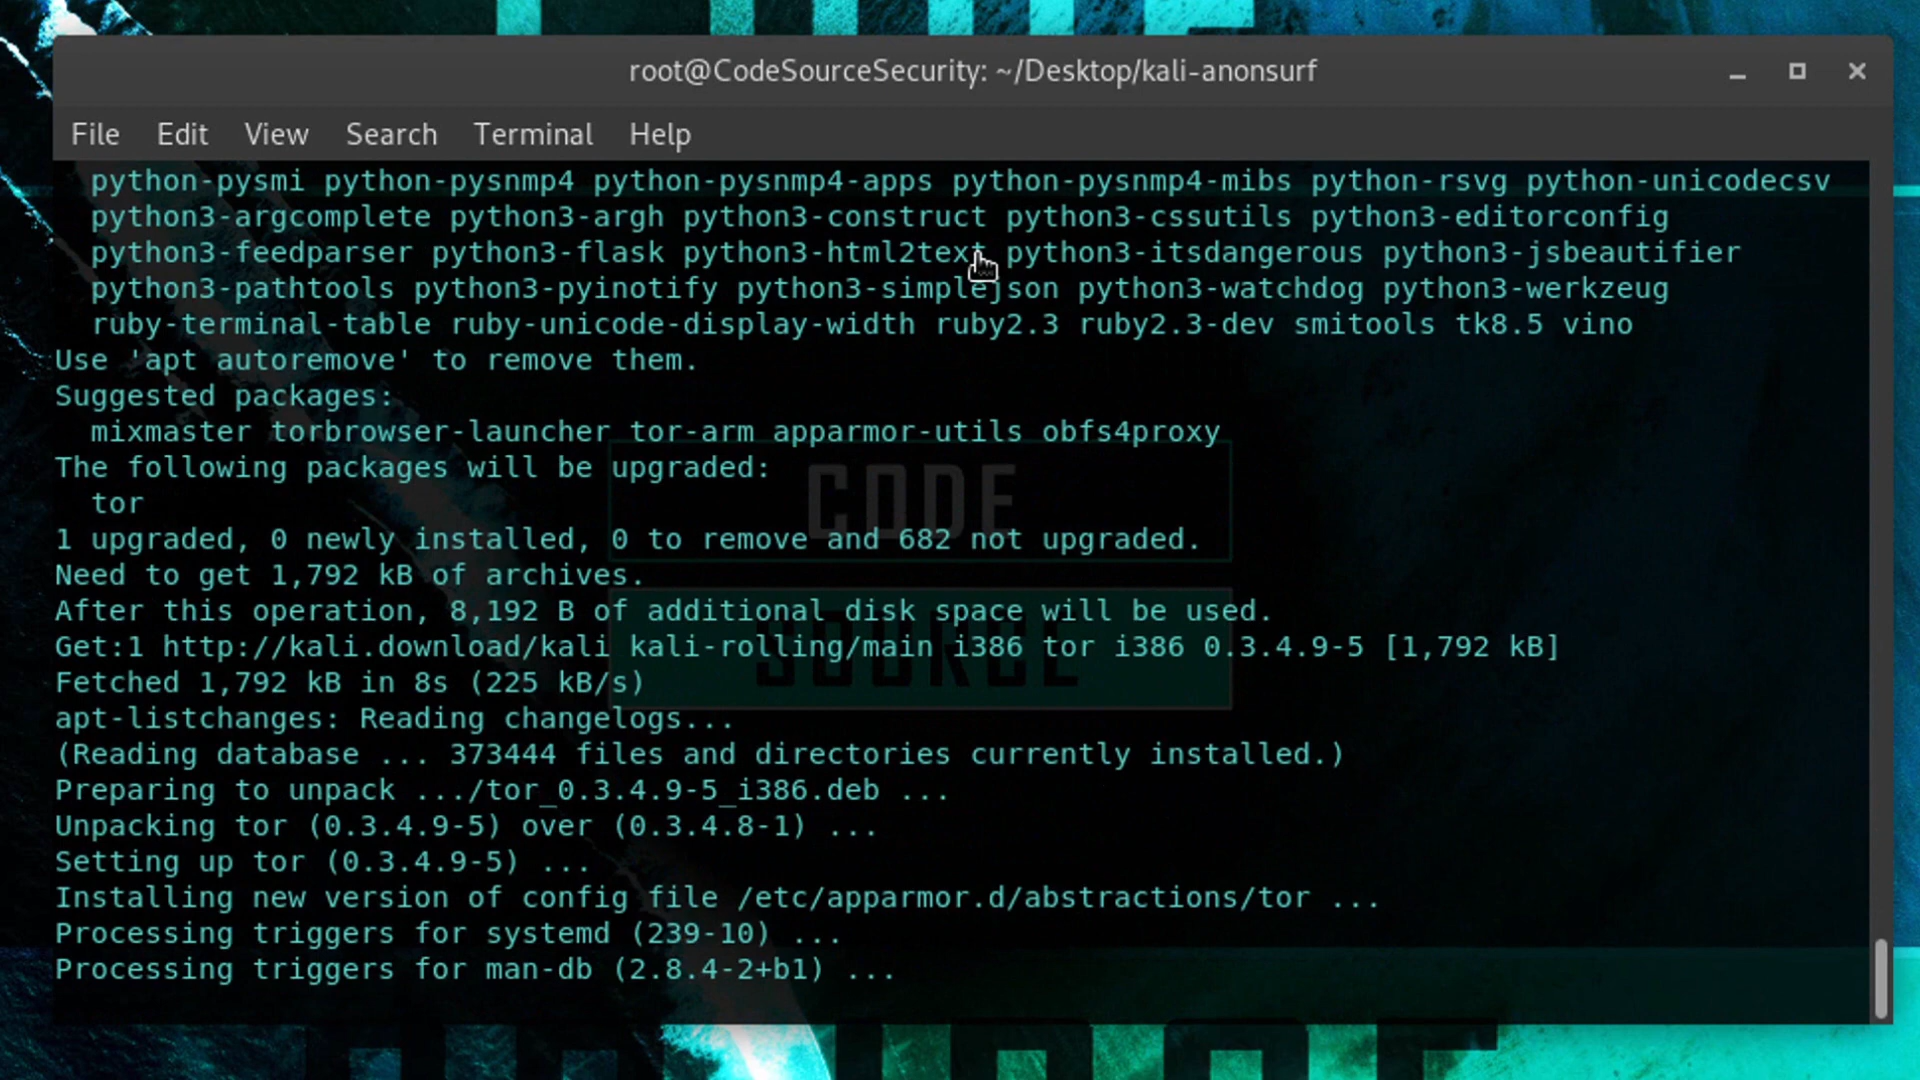 root@CodeSourceSecurity: ~/Desktop/kali-anonsurf
File Edit View Search Terminal Help
python-pysmi python-pysnmp4 python-pysnmp4-apps python-pysnmp4-mibs python-rsvg python-unicodecsv
python3-argcomplete python3-argh python3-construct python3-cssutils python3-editorconfig
python3-feedparser python3-flask python3-html2text python3-itsdangerous python3-jsbeautifier
python3-pathtools python3-pyinotify python3-simplejson python3-watchdog python3-werkzeug
ruby-terminal-table ruby-unicode-display-width ruby2.3 ruby2.3-dev smitools tk8.5 vino
Use 'apt autoremove' to remove them.
Suggested packages:
mixmaster torbrowser-launcher tor-arm apparmor-utils obfs4proxy
The following packages will be upgraded:
tor
CODE
1 upgraded, 0 newly installed, 0 to remove and 682 not upgraded.
Need to get 1,792 kB of archives.
After this operation, 8,192 B of additional disk space will be used.
Get:1 http://kali.download/kali kali-rolling/main i386 tor i386 0.3.4.9-5 [1,792 kB]
SOURCE
Fetched 1,792 kB in 8s (225 kB/s)
apt-listchanges: Reading changelogs...
(Reading database ... 373444 files and directories currently installed.)
Preparing to unpack .../tor_0.3.4.9-5_i386.deb ...
Unpacking tor (0.3.4.9-5) over (0.3.4.8-1) ...
Setting up tor (0.3.4.9-5) ...
Installing new version of config file /etc/apparmor.d/abstractions/tor ...
Processing triggers for systemd (239-10) ...
Processing triggers for man-db (2.8.4-2+b1) ...